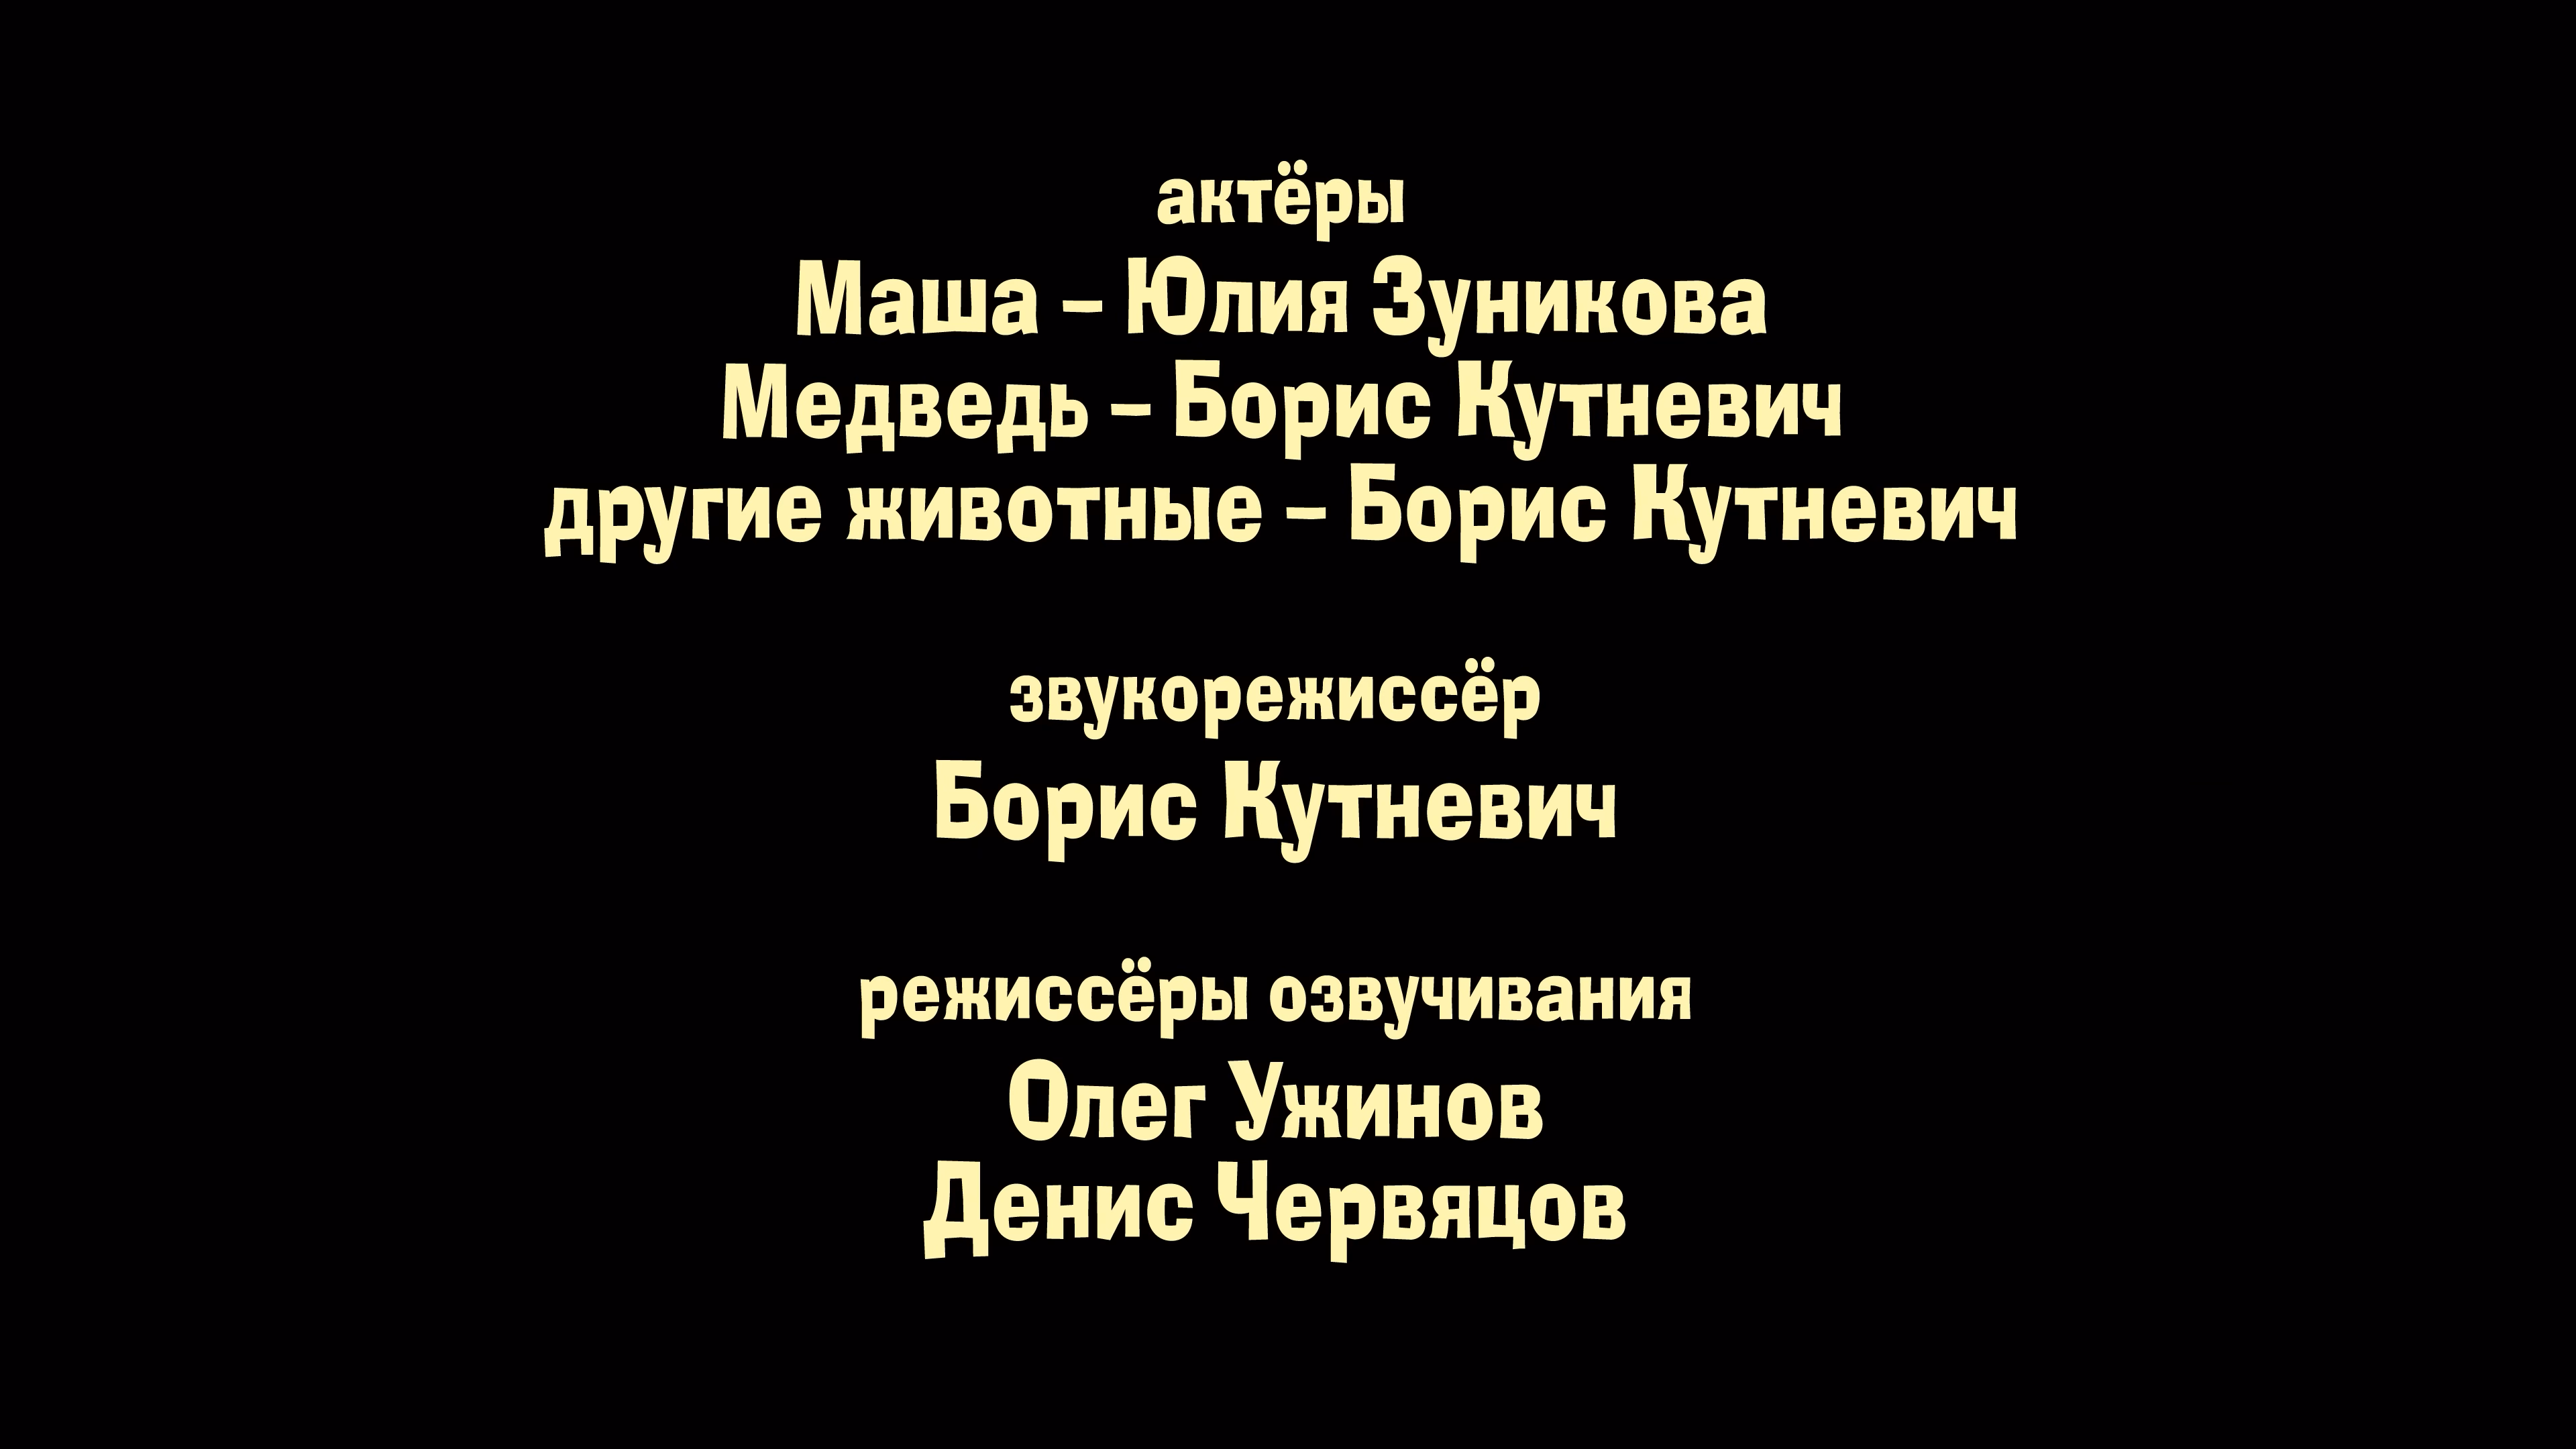 актёры
Маша – Юлия Зуникова
Медведь – Борис Кутневич
другие животные – Борис Кутневич
звукорежиссёр
Борис Кутневич
режиссёры озвучивания
Олег Ужинов
Денис Червяцов